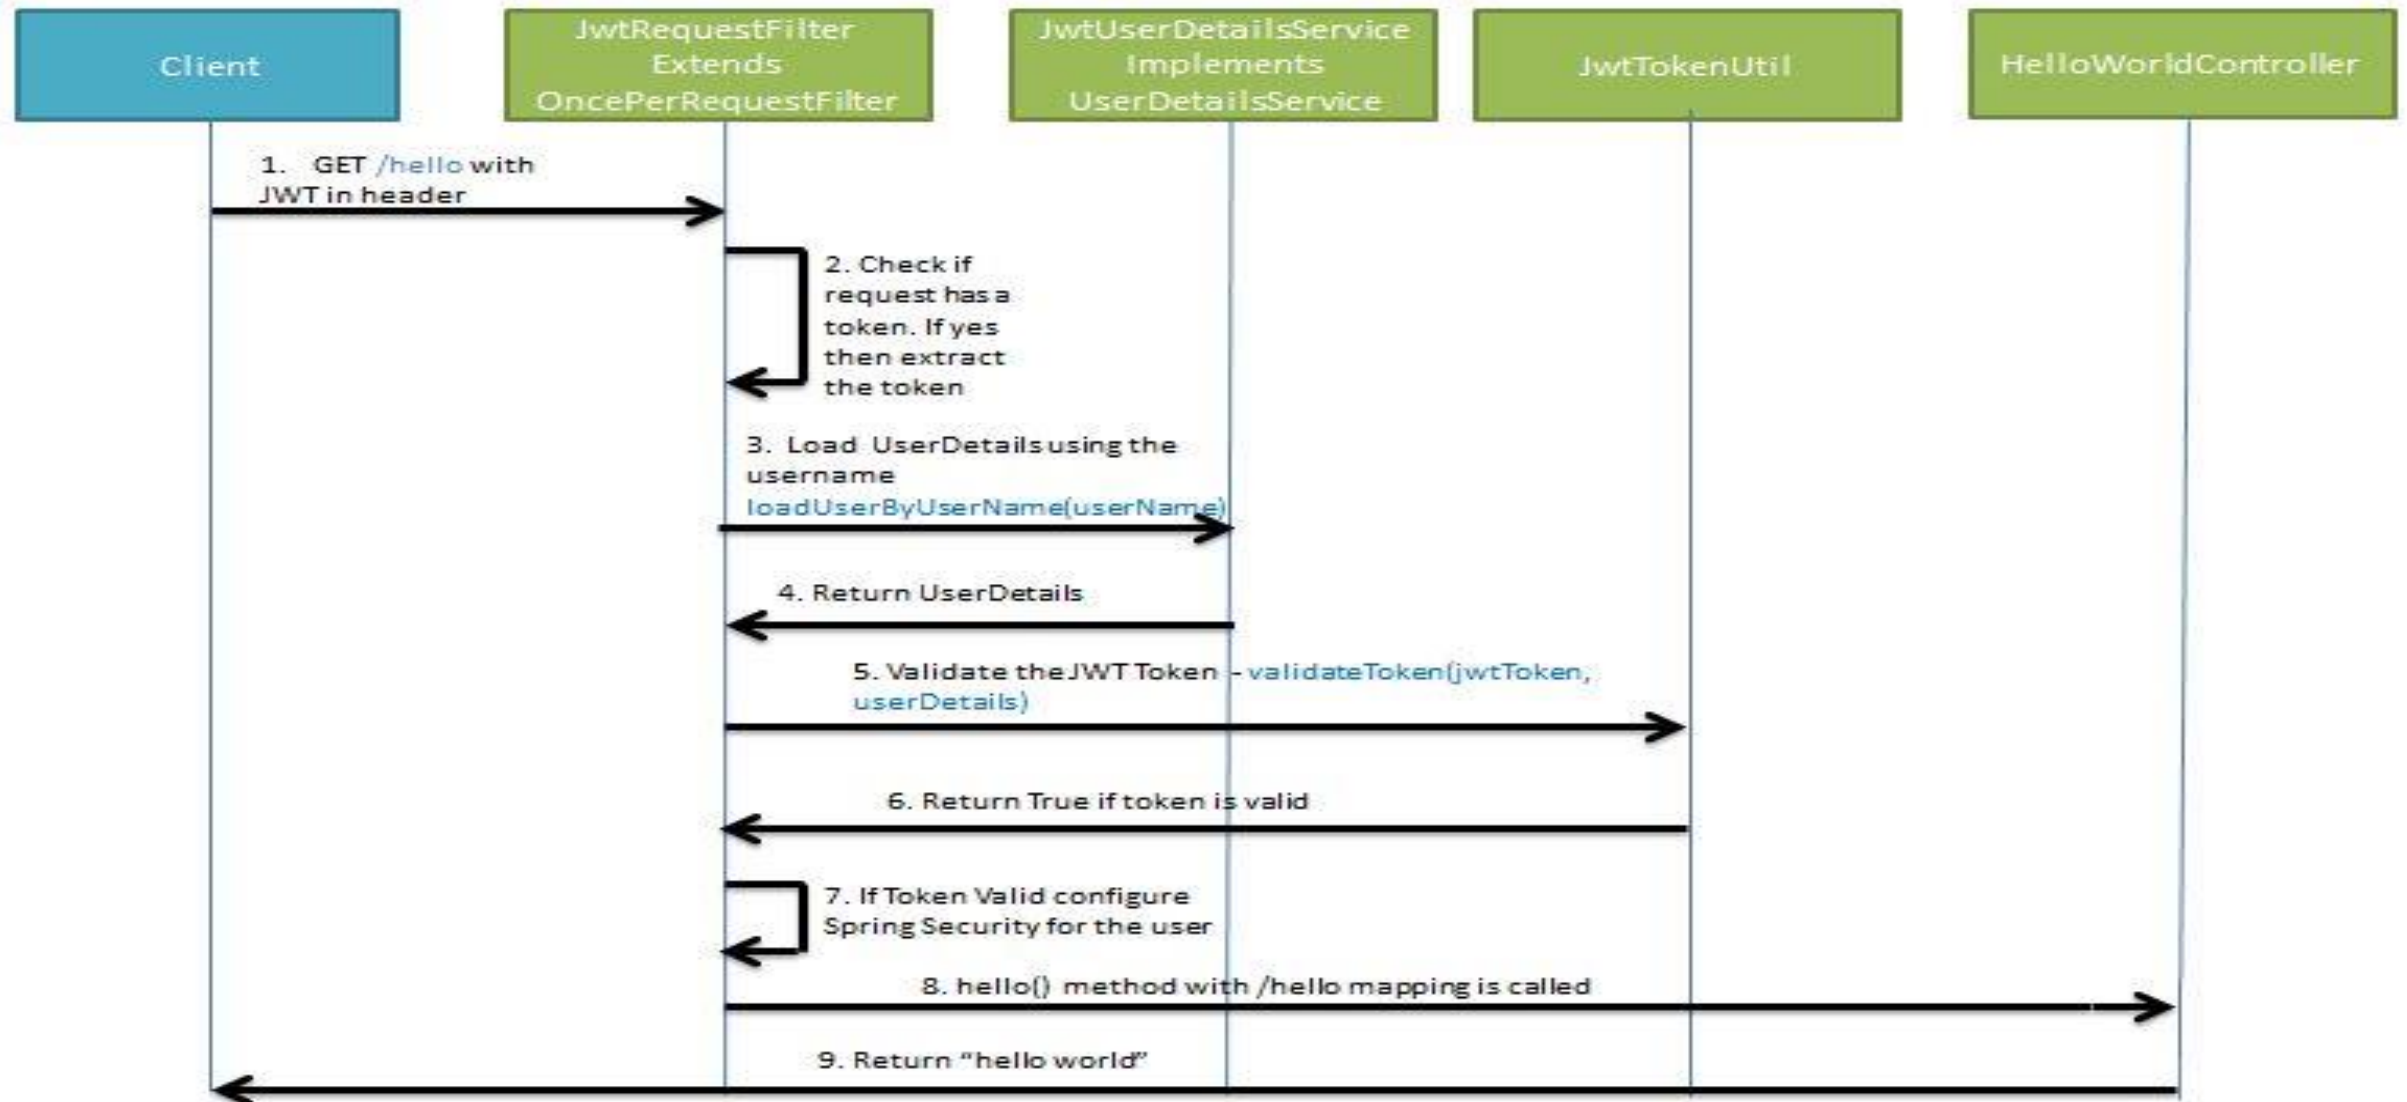 Client
JwtRequestFilter
Extends
OncePerRequestFilter
JwtUserDetailsService
Implements
UserDetailsService
JwtTokenUtil
HelloWorldController
1. GET /hello with
JWT in header
2. Check if
request has a
token. If yes
then extract
the token
3. Load UserDetails using the
username
loadUserByUserName(userName)
4. Return UserDetails
5. Validate the JWT Token - validateToken(jwtToken,
userDetails)
6. Return True if token is valid
7. If Token Valid configure
Spring Security for the user
8. hello() method with /hello mapping is called
9. Return “hello world”